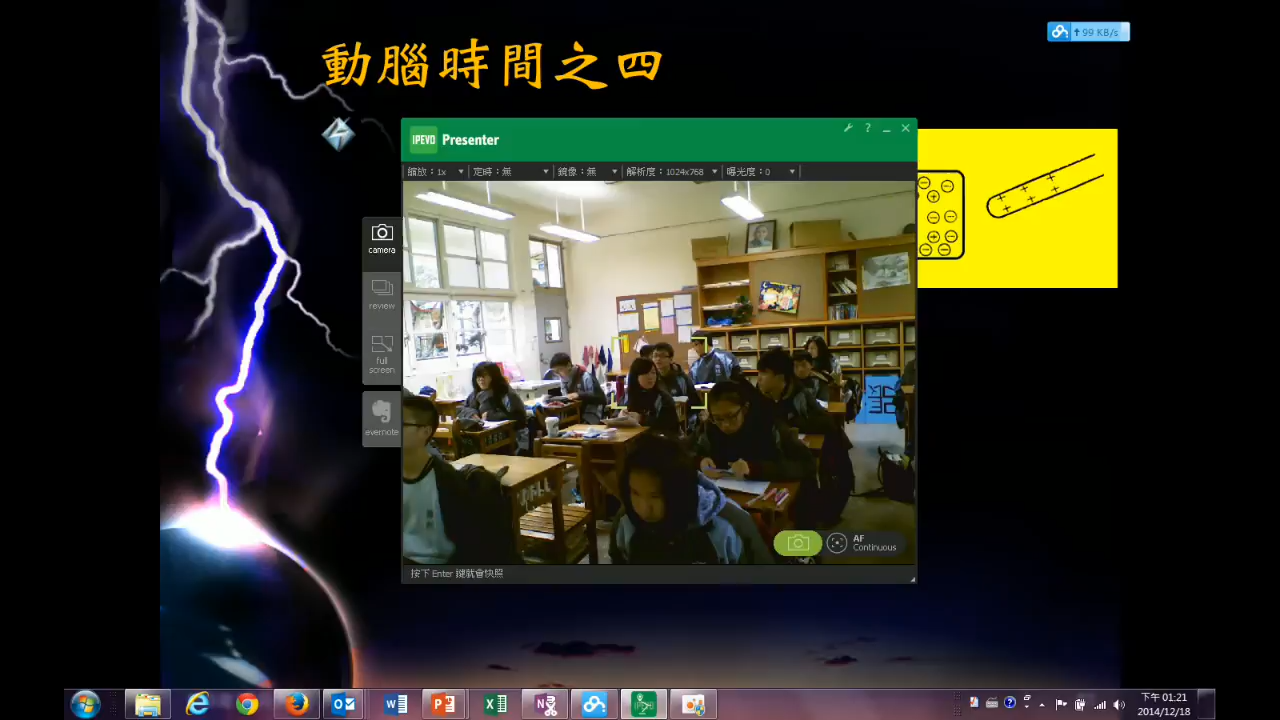 動腦時間之四
↑ 99 KB/s
IPEVO Presenter
縮放：1x 定時：無 鏡像：無 解析度：1024x768 曝光度：0
camera
review
full
screen
evernote
AF
Continuous
按下 Enter 鍵就會快照
下午 01:21
2014/12/18